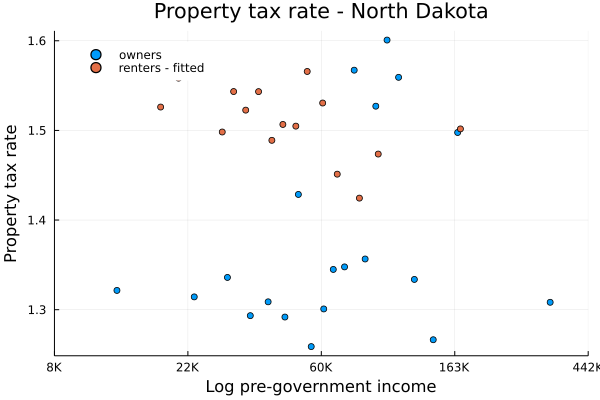 Property tax rate - North Dakota
owners
renters - fitted
1.6
1.5
1.4
1.3
Property tax rate
8K 22K 60K 163K 442K
Log pre-government income